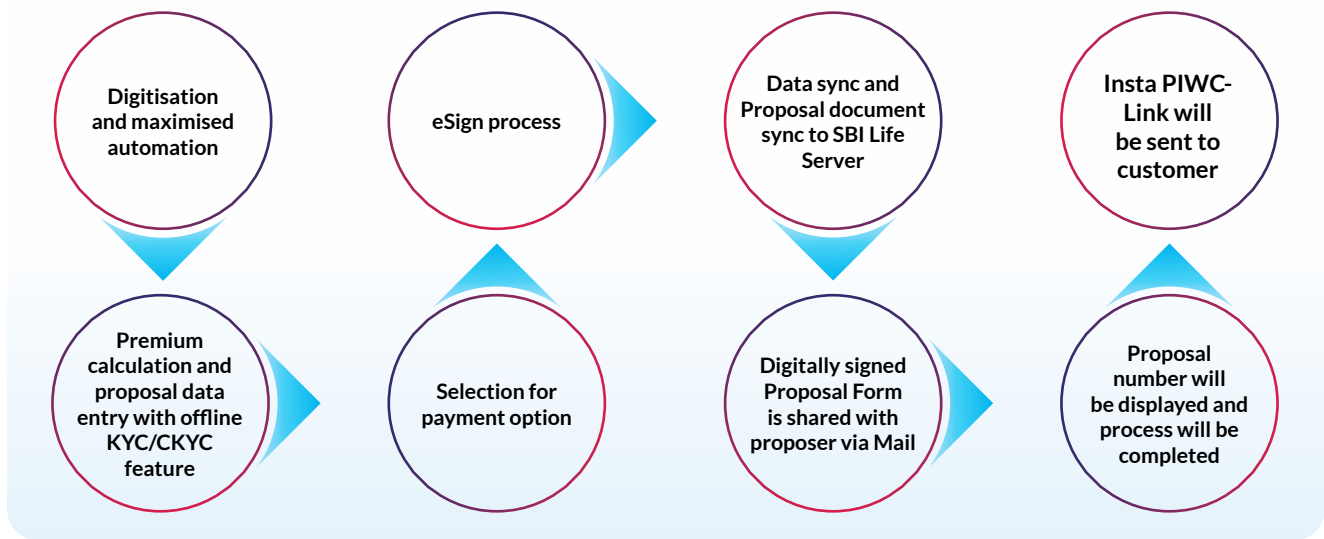 Digitisation
and maximised
automation
Premium
calculation and
proposal data
entry with offline
KYC/CKYC
feature
Selection for
payment option
eSign process
Data sync and
Proposal document
sync to SBI Life
Server
Digitally signed
Proposal Form
is shared with
proposer via Mail
Proposal
number will
be displayed and
process will be
completed
Insta PIWC-
Link will
be sent to
customer